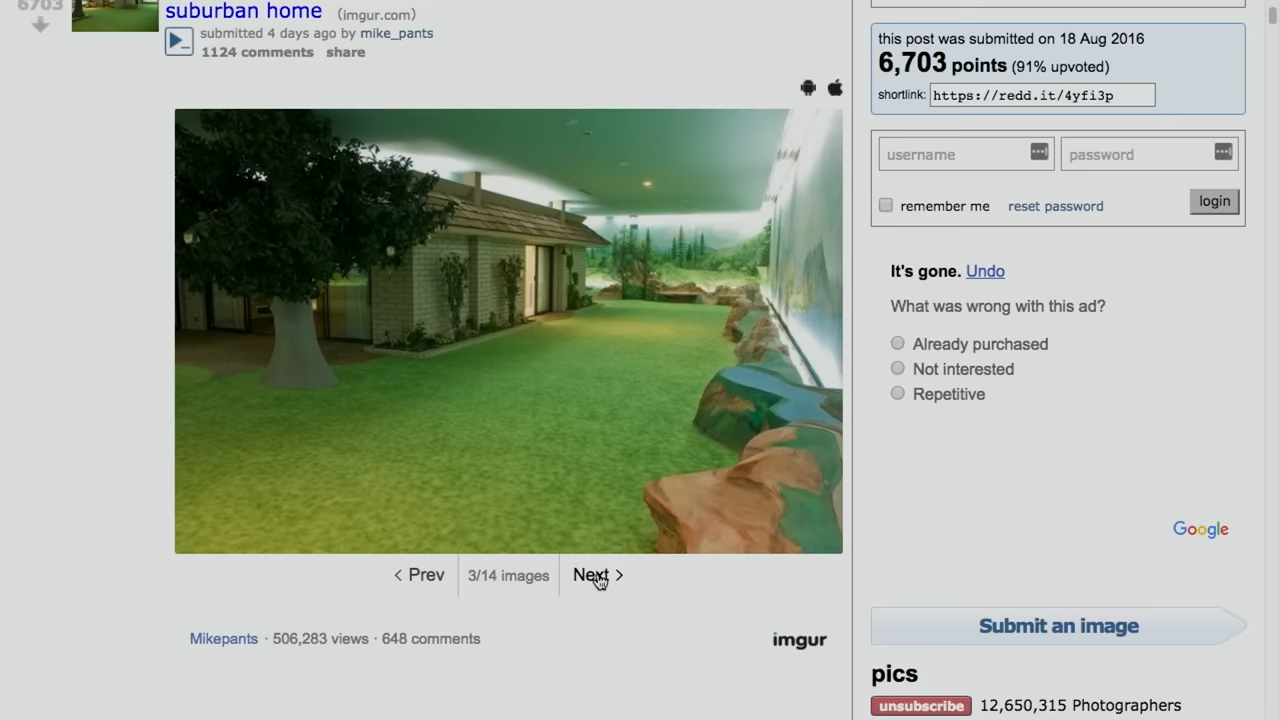 6703
suburban home (imgur.com)
submitted 4 days ago by mike_pants
1124 comments share
< Prev
3/14 images
Next >
Mikepants · 506,283 views · 648 comments
imgur
this post was submitted on 18 Aug 2016
6,703 points (91% upvoted)
shortlink: https://redd.it/4yfi3p
username
password
remember me
reset password
login
It's gone. Undo
What was wrong with this ad?
Already purchased
Not interested
Repetitive
Google
Submit an image
pics
unsubscribe 12,650,315 Photographers